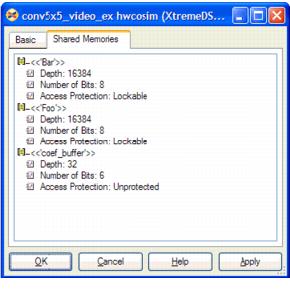 conv5x5_video_ex hwcosim (XtremeDS...
Basic
Shared Memories
<<'Bar'>>
Depth: 16384
Number of Bits: 8
Access Protection: Lockable
<<'Foo'>>
Depth: 16384
Number of Bits: 8
Access Protection: Lockable
<<'coef_buffer'>>
Depth: 32
Number of Bits: 6
Access Protection: Unprotected
OK
Cancel
Help
Apply